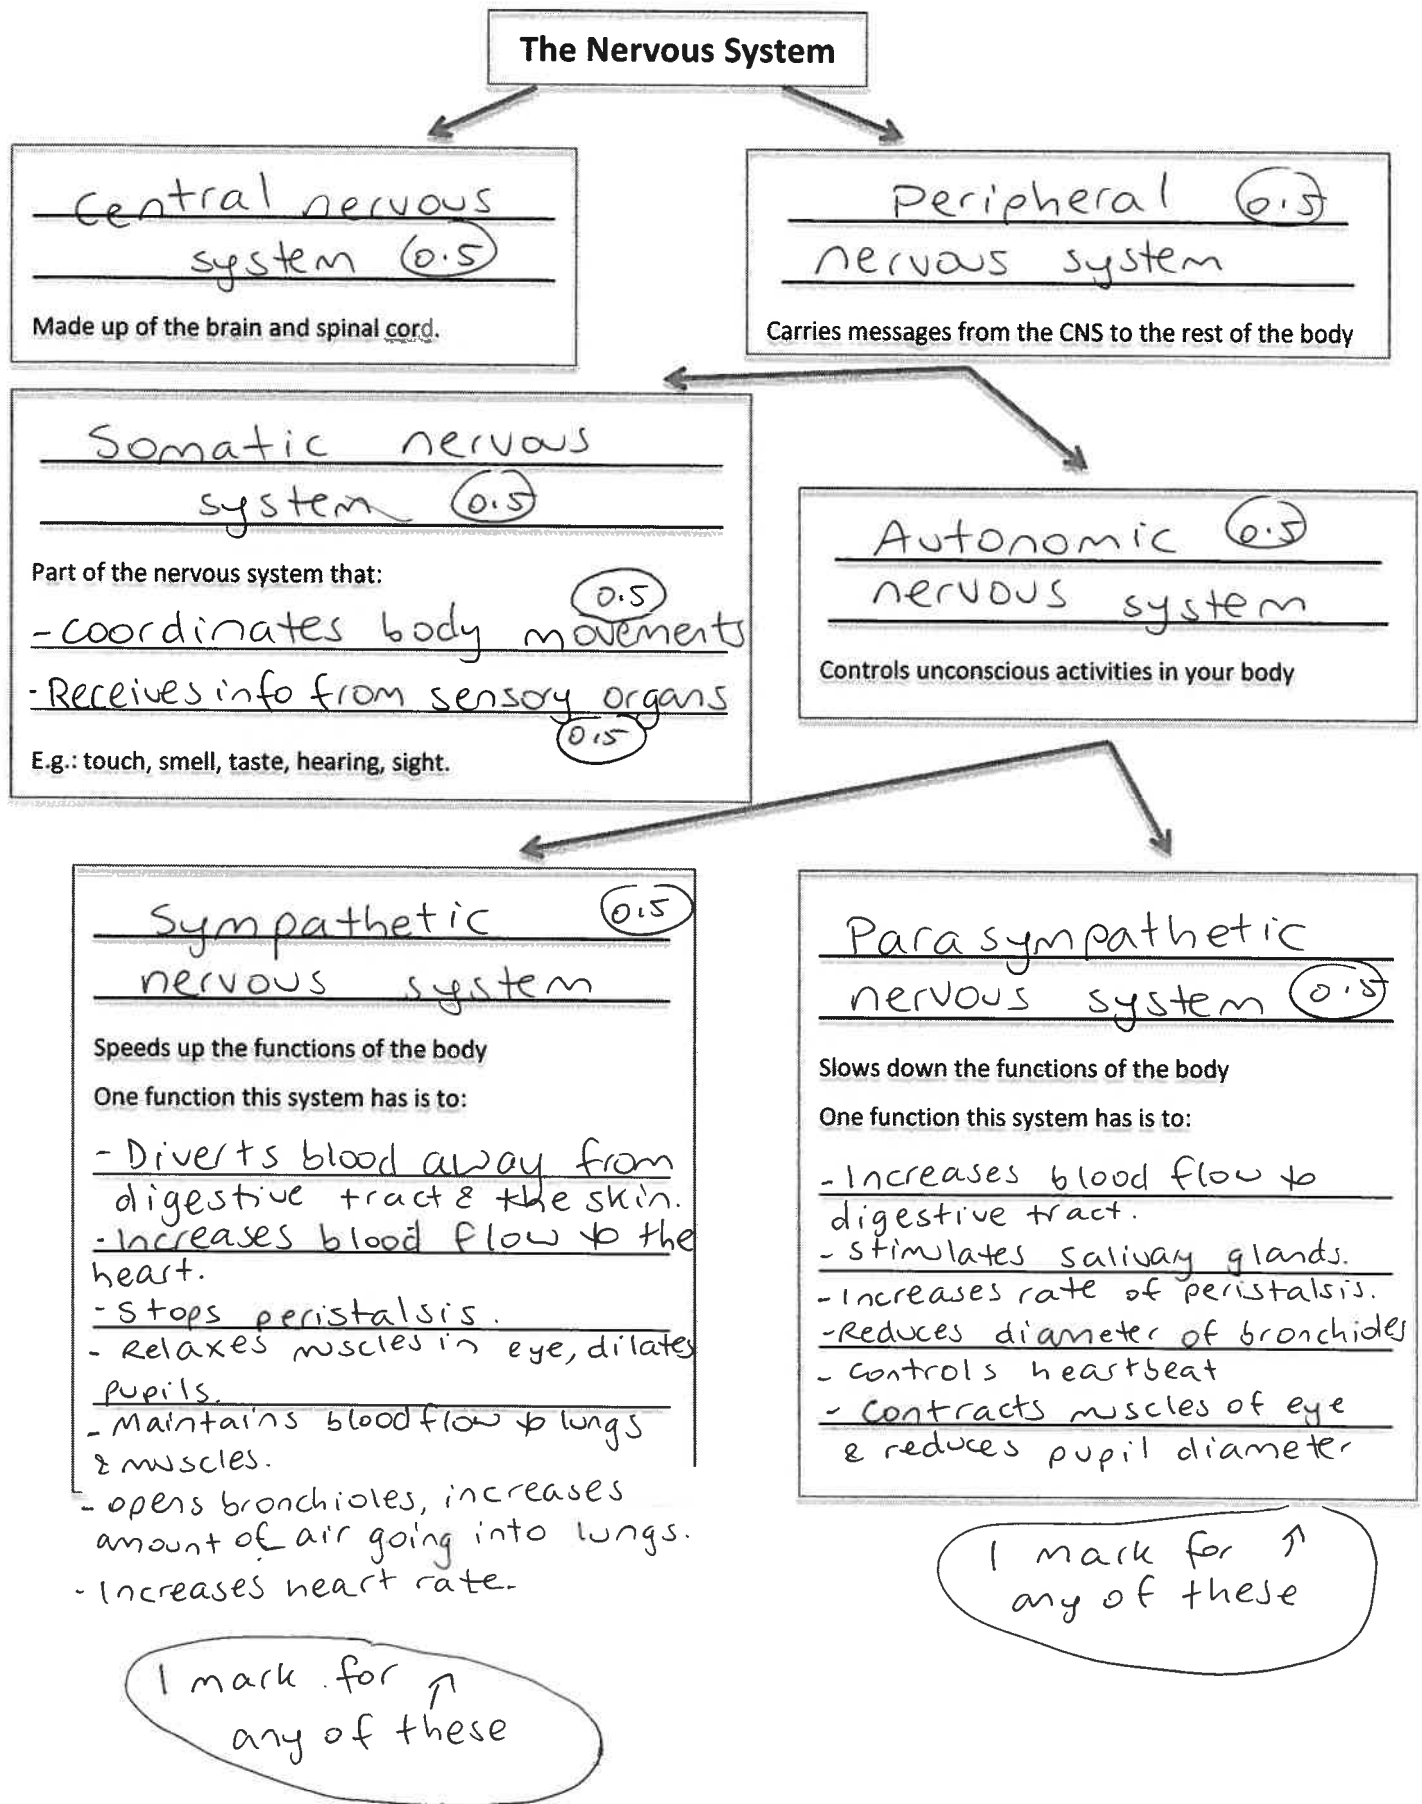 The Nervous System
Central nervous
system 0.5
Made up of the brain and spinal cord.
Peripheral 0.5
nervous system
Carries messages from the CNS to the rest of the body
Somatic nervous
system 0.5
Part of the nervous system that:
0.5
- coordinates body movements
- Receives info from sensory organs
0.5
E.g.: touch, smell, taste, hearing, sight.
Autonomic 0.5
nervous system
Controls unconscious activities in your body
Sympathetic 0.5
nervous system
Speeds up the functions of the body
One function this system has is to:
- Diverts blood away from
digestive tract & the skin.
- Increases blood flow to the
heart.
- Stops peristalsis.
- Relaxes muscles in eye, dilates
pupils.
- Maintains blood flow to lungs
& muscles.
- opens bronchioles, increases
amount of air going into lungs.
- Increases heart rate.
1 mark for ↑
any of these
Parasympathetic
nervous system 0.5
Slows down the functions of the body
One function this system has is to:
- Increases blood flow to
digestive tract.
- Stimulates salivary glands.
- Increases rate of peristalsis.
- Reduces diameter of bronchioles
- Controls heartbeat
- Contracts muscles of eye
& reduces pupil diameter
1 mark for ↑
any of these